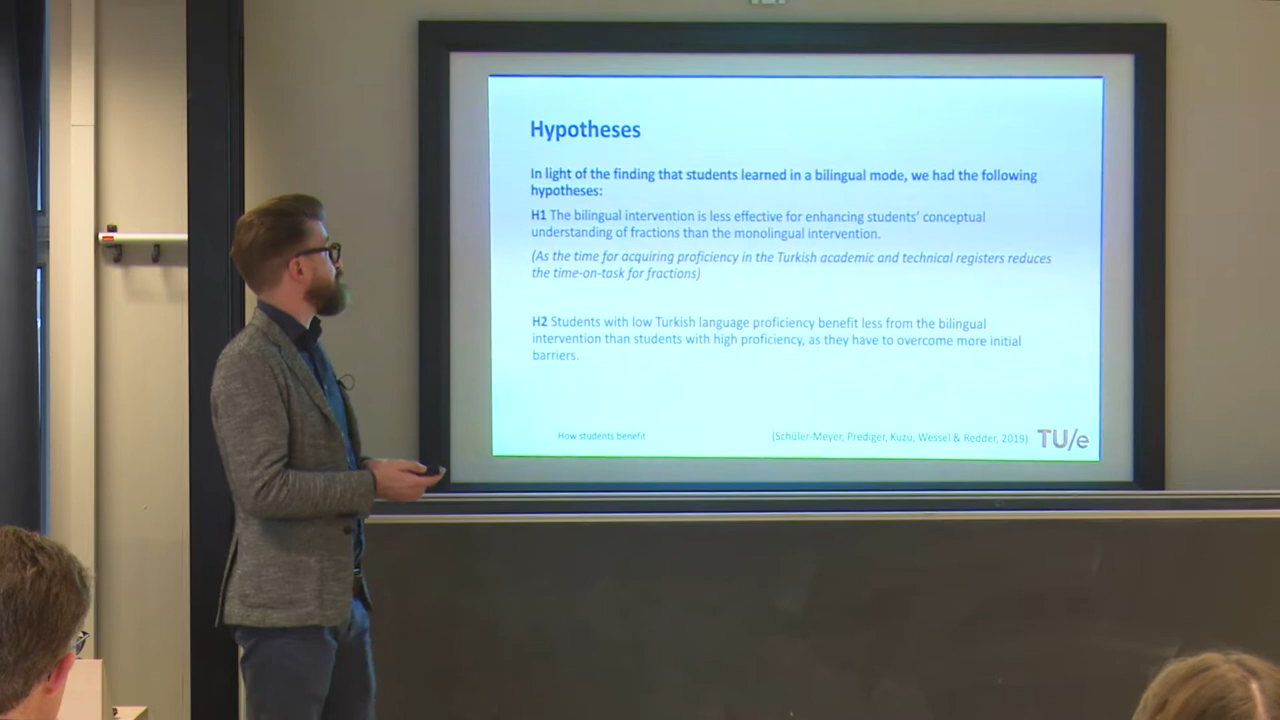 Hypotheses
In light of the finding that students learned in a bilingual mode, we had the following
hypotheses:
H1 The bilingual intervention is less effective for enhancing students’ conceptual
understanding of fractions than the monolingual intervention.
(As the time for acquiring proficiency in the Turkish academic and technical registers reduces
the time-on-task for fractions)
H2 Students with low Turkish language proficiency benefit less from the bilingual
intervention than students with high proficiency, as they have to overcome more initial
barriers.
How students benefit
(Schüler-Meyer, Prediger, Kuzu, Wessel & Redder, 2019)
TU/e